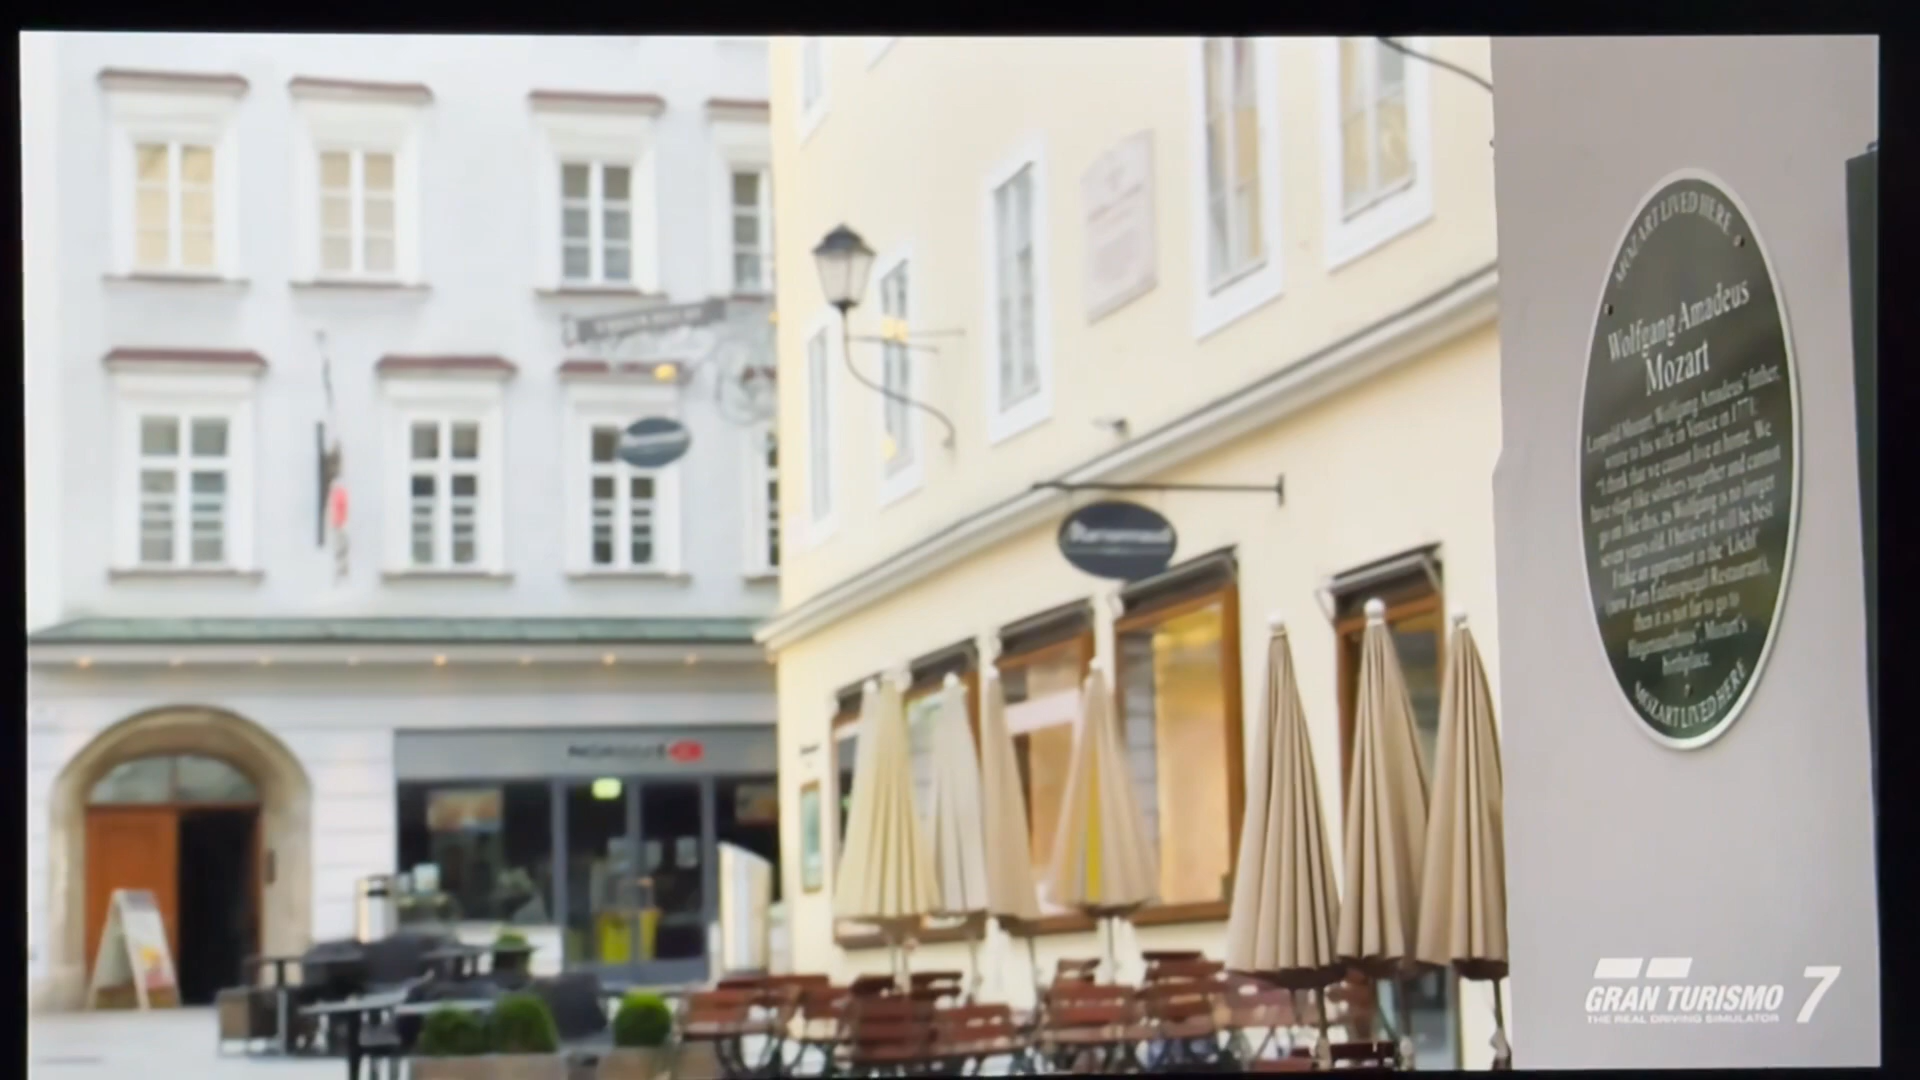 MOZART LIVED HERE
Wolfgang Amadeus
Mozart
Leopold Mozart, Wolfgang Amadeus' father,
wrote to his wife in Venice in 1771:
"I think that we cannot live at home. We
have slept like soldiers together and cannot
go on like this, as Wolfgang is no longer
seven years old. I believe it will be best
I take an apartment in the 'Löchl'
(now Zum Eulenspiegel Restaurant),
then it is not far to go to
Hagenauerhaus". Mozart's
birthplace.
MOZART LIVED HERE
NORDSEE
GRAN TURISMO 7
THE REAL DRIVING SIMULATOR